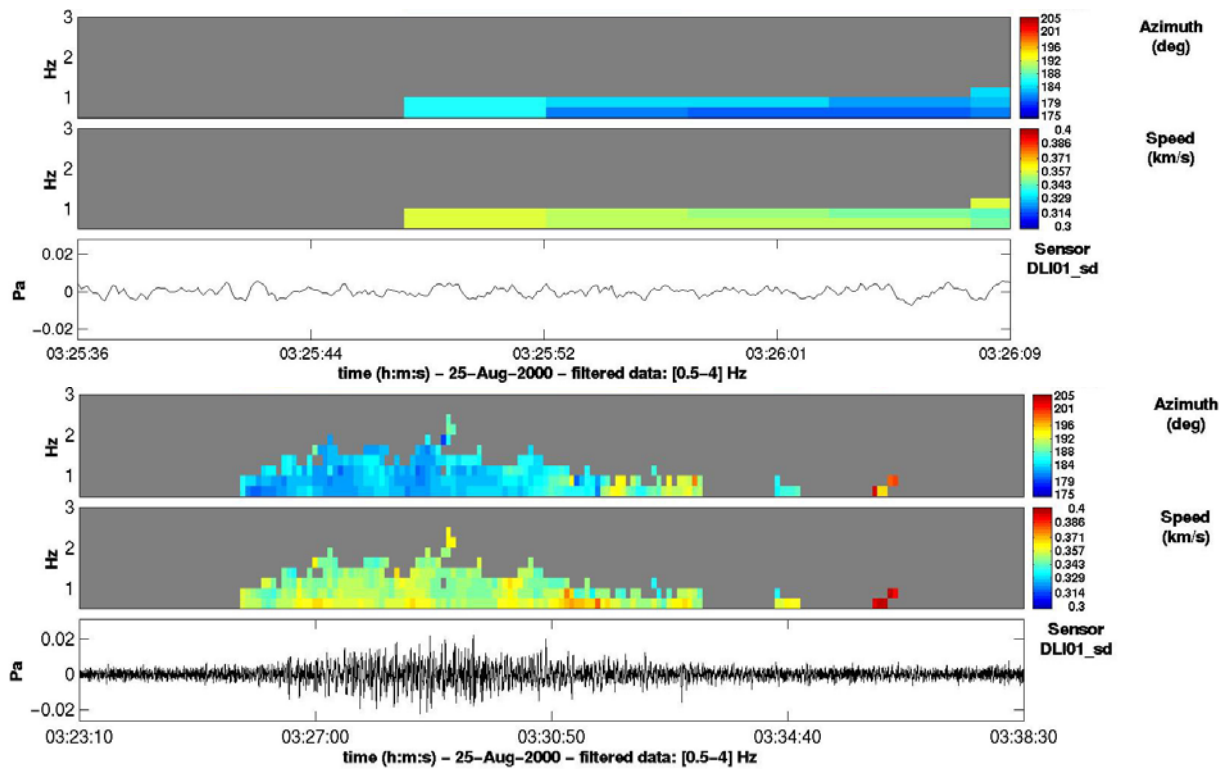 3
2
1
Hz
205
201
196
192
188
184
179
175
Azimuth
(deg)
3
2
1
Hz
0.4
0.386
0.371
0.357
0.343
0.329
0.314
0.3
Speed
(km/s)
0.02
0
−0.02
Pa
Sensor
DLI01_sd
03:25:36 03:25:44 03:25:52 03:26:01 03:26:09
time (h:m:s) − 25−Aug−2000 − filtered data: [0.5−4] Hz
3
2
1
Hz
205
201
196
192
188
184
179
175
Azimuth
(deg)
3
2
1
Hz
0.4
0.386
0.371
0.357
0.343
0.329
0.314
0.3
Speed
(km/s)
0.02
0
−0.02
Pa
Sensor
DLI01_sd
03:23:10 03:27:00 03:30:50 03:34:40 03:38:30
time (h:m:s) − 25−Aug−2000 − filtered data: [0.5−4] Hz